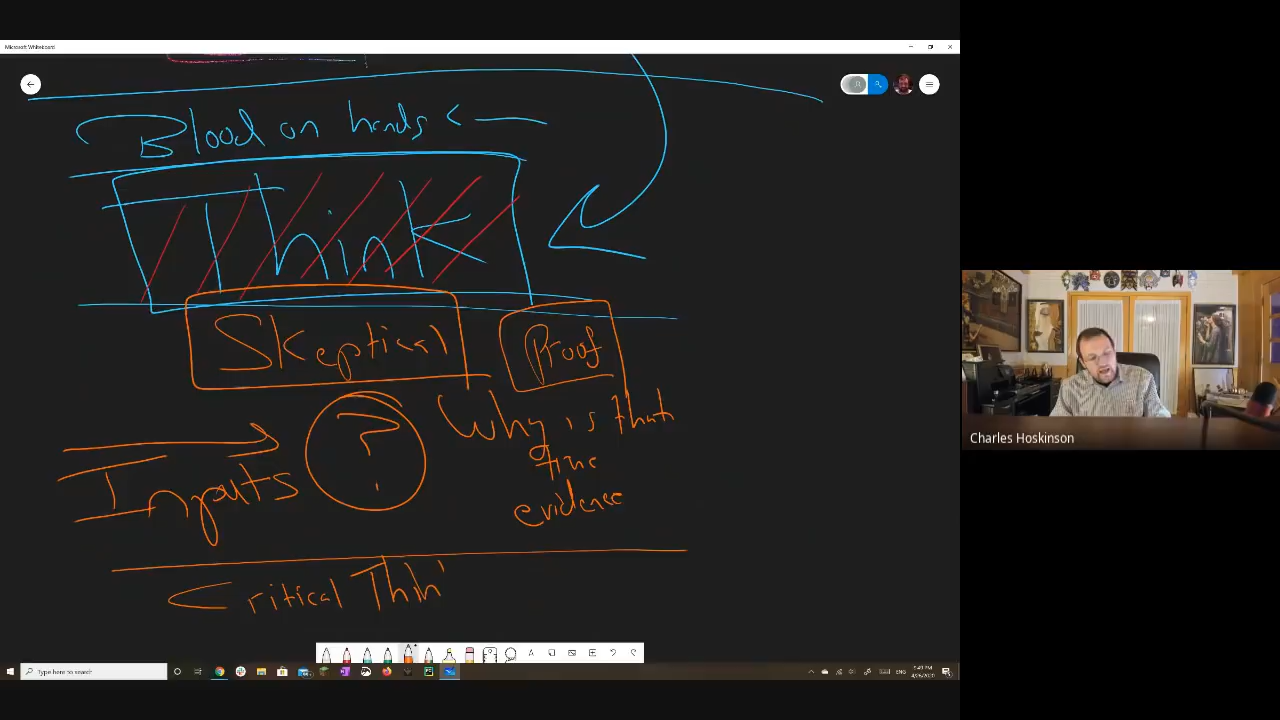 Microsoft Whiteboard
Blood on hands
Think
Skeptical
Proof
Why is that
true
evidence
?
Inputs
Critical Thin
Charles Hoskinson
Type here to search
ENG